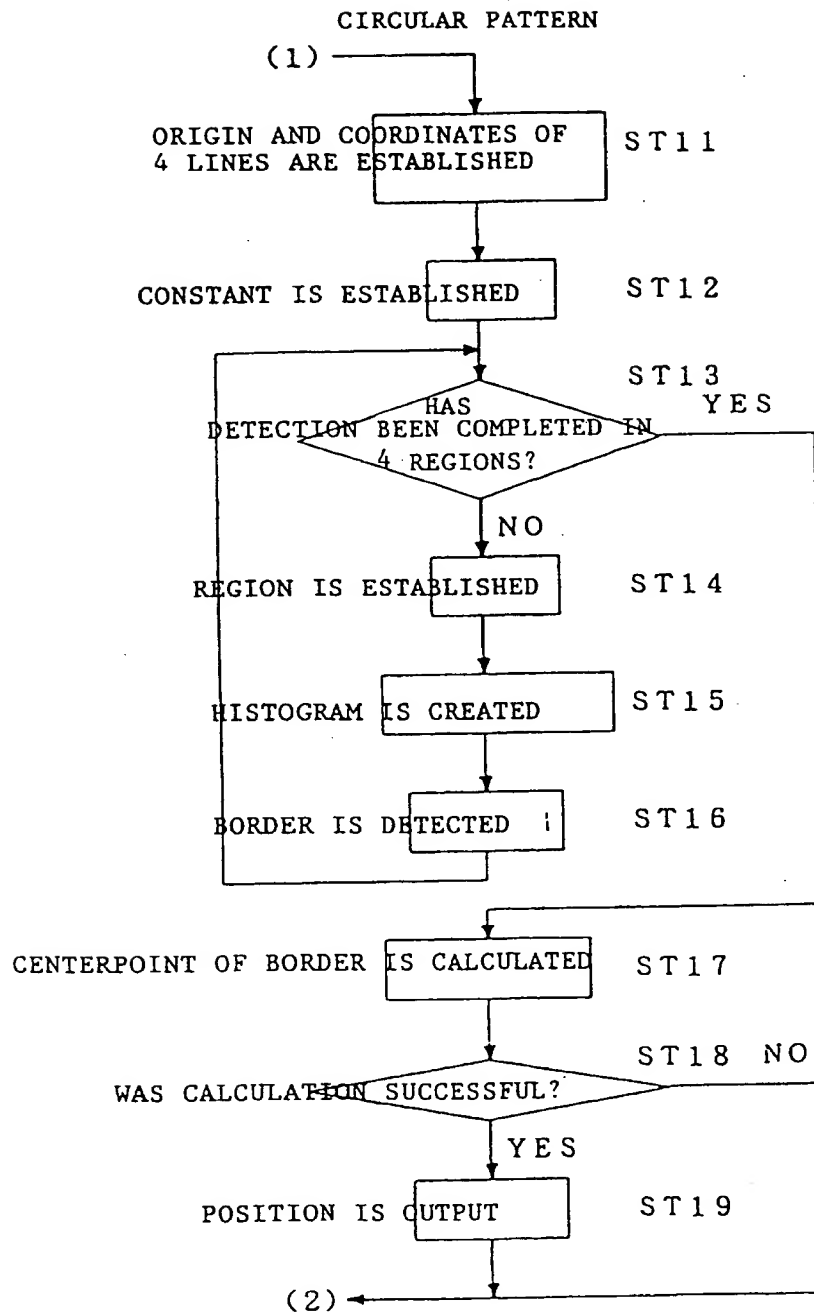 CIRCULAR PATTERN
(1)
ORIGIN AND COORDINATES OF
4 LINES ARE ESTABLISHED
ST11
CONSTANT IS ESTABLISHED
ST12
ST13
HAS
DETECTION BEEN COMPLETED IN
4 REGIONS?
YES
NO
REGION IS ESTABLISHED
ST14
HISTOGRAM IS CREATED
ST15
BORDER IS DETECTED
ST16
CENTERPOINT OF BORDER IS CALCULATED
ST17
ST18 NO
WAS CALCULATION SUCCESSFUL?
YES
POSITION IS OUTPUT
ST19
(2)